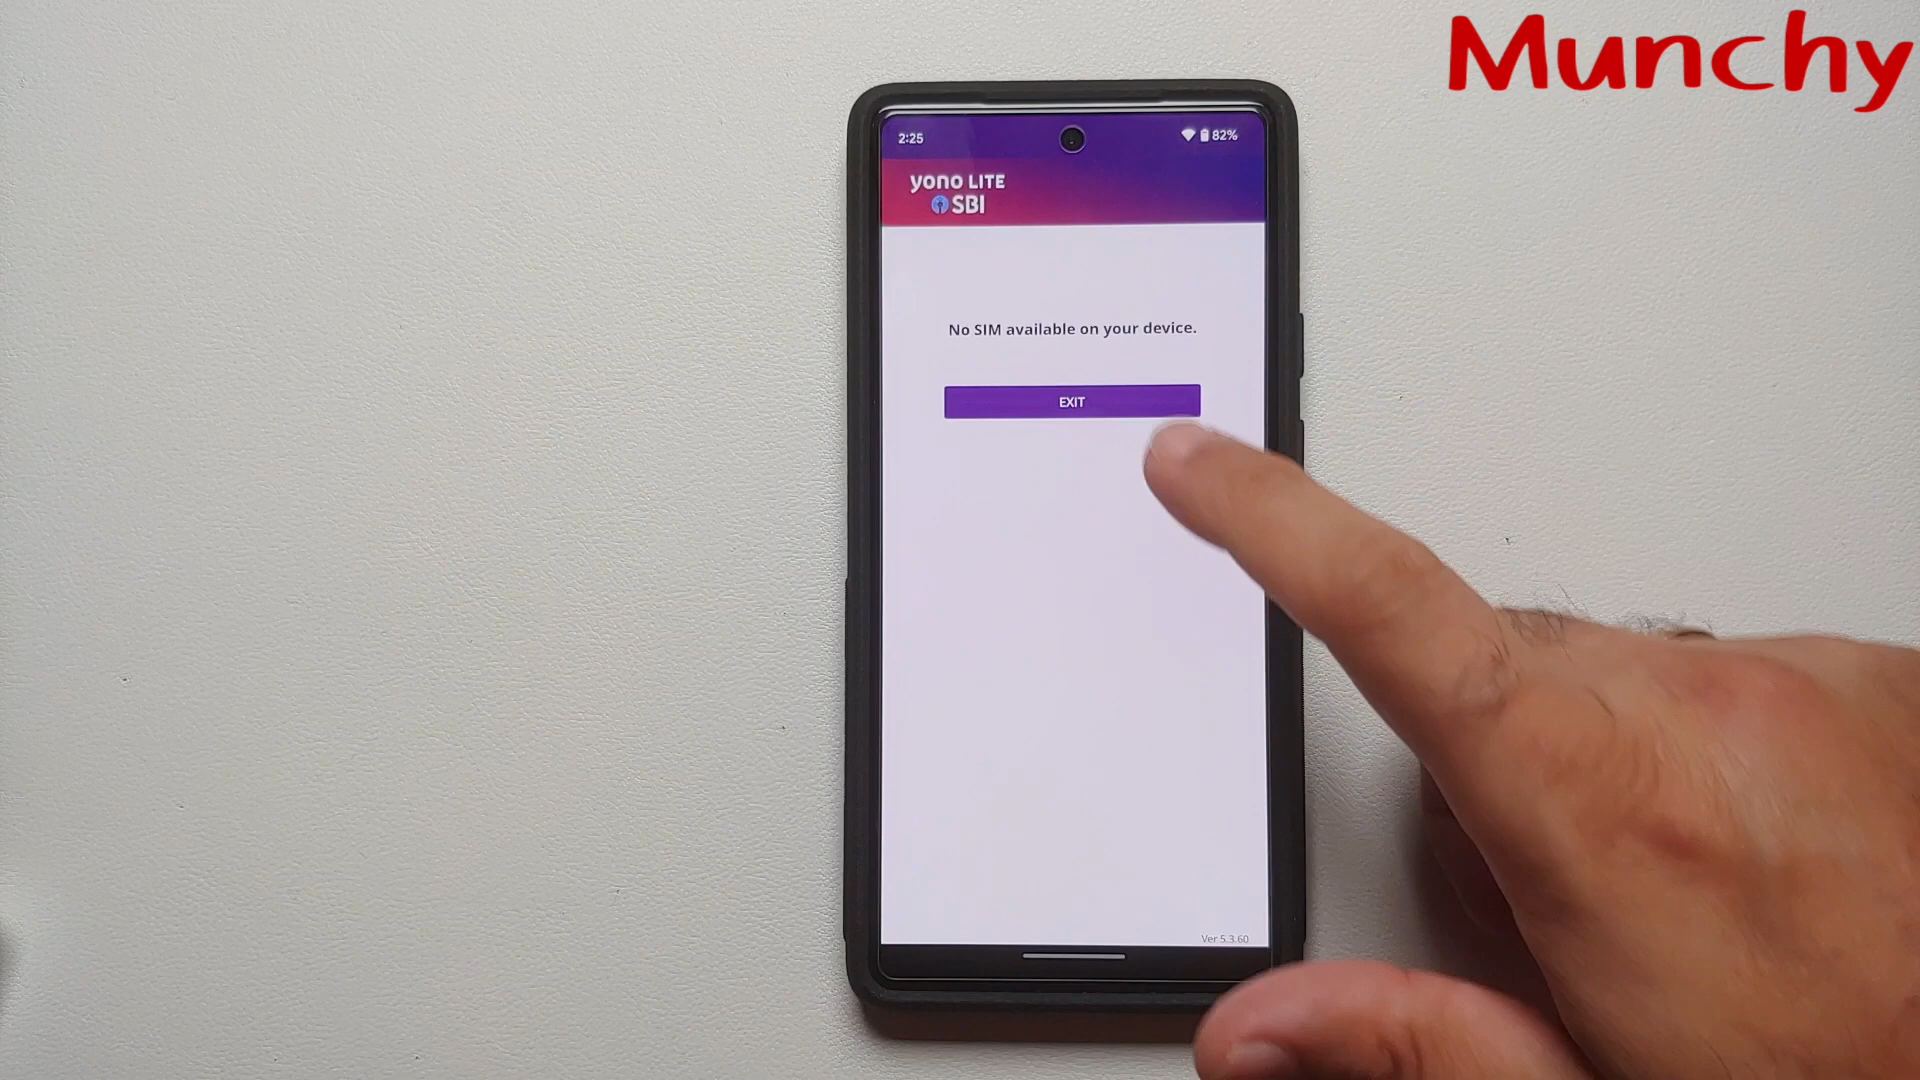 Munchy
2:25
82%
yono LITE
SBI
No SIM available on your device.
EXIT
Ver 5.3.60